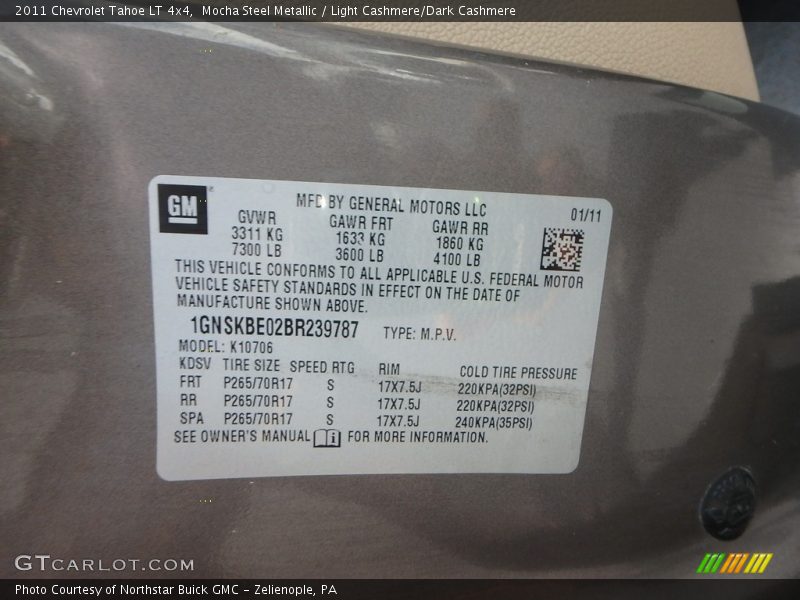 2011 Chevrolet Tahoe LT 4x4,  Mocha Steel Metallic / Light Cashmere/Dark Cashmere
GM
MFD BY GENERAL MOTORS LLC 01/11
GVWR GAWR FRT GAWR RR
3311 KG 1633 KG 1860 KG
7300 LB 3600 LB 4100 LB
THIS VEHICLE CONFORMS TO ALL APPLICABLE U.S. FEDERAL MOTOR
VEHICLE SAFETY STANDARDS IN EFFECT ON THE DATE OF
MANUFACTURE SHOWN ABOVE.
1GNSKBE02BR239787 TYPE: M.P.V.
MODEL: K10706
KDSV TIRE SIZE SPEED RTG RIM COLD TIRE PRESSURE
FRT P265/70R17 S 17X7.5J 220KPA(32PSI)
RR P265/70R17 S 17X7.5J 220KPA(32PSI)
SPA P265/70R17 S 17X7.5J 240KPA(35PSI)
SEE OWNER'S MANUAL i FOR MORE INFORMATION.
GTCARLOT.COM
Photo Courtesy of Northstar Buick GMC – Zelienople, PA